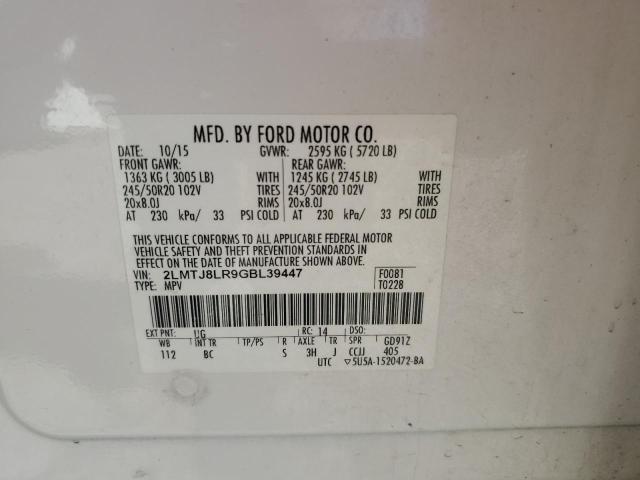 MFD. BY FORD MOTOR CO.
DATE: 10/15 GVWR: 2595 KG ( 5720 LB)
FRONT GAWR: REAR GAWR:
1363 KG ( 3005 LB) WITH 1245 KG ( 2745 LB) WITH
245/50R20 102V TIRES 245/50R20 102V TIRES
20x8.0J RIMS 20x8.0J RIMS
AT 230 kPa/ 33 PSI COLD AT 230 kPa/ 33 PSI COLD
THIS VEHICLE CONFORMS TO ALL APPLICABLE FEDERAL MOTOR
VEHICLE SAFETY AND THEFT PREVENTION STANDARDS IN
EFFECT ON THE DATE OF MANUFACTURE SHOWN ABOVE.
VIN: 2LMTJ8LR9GBL39447 F0081
TYPE: MPV T0228
EXT PNT: UG RC: 14 DSO:
WB INT TR TP/PS R AXLE TR SPR GD91Z
112 BC S 3H J CCJJ 405
UTC ▽5U5A-1520472-BA